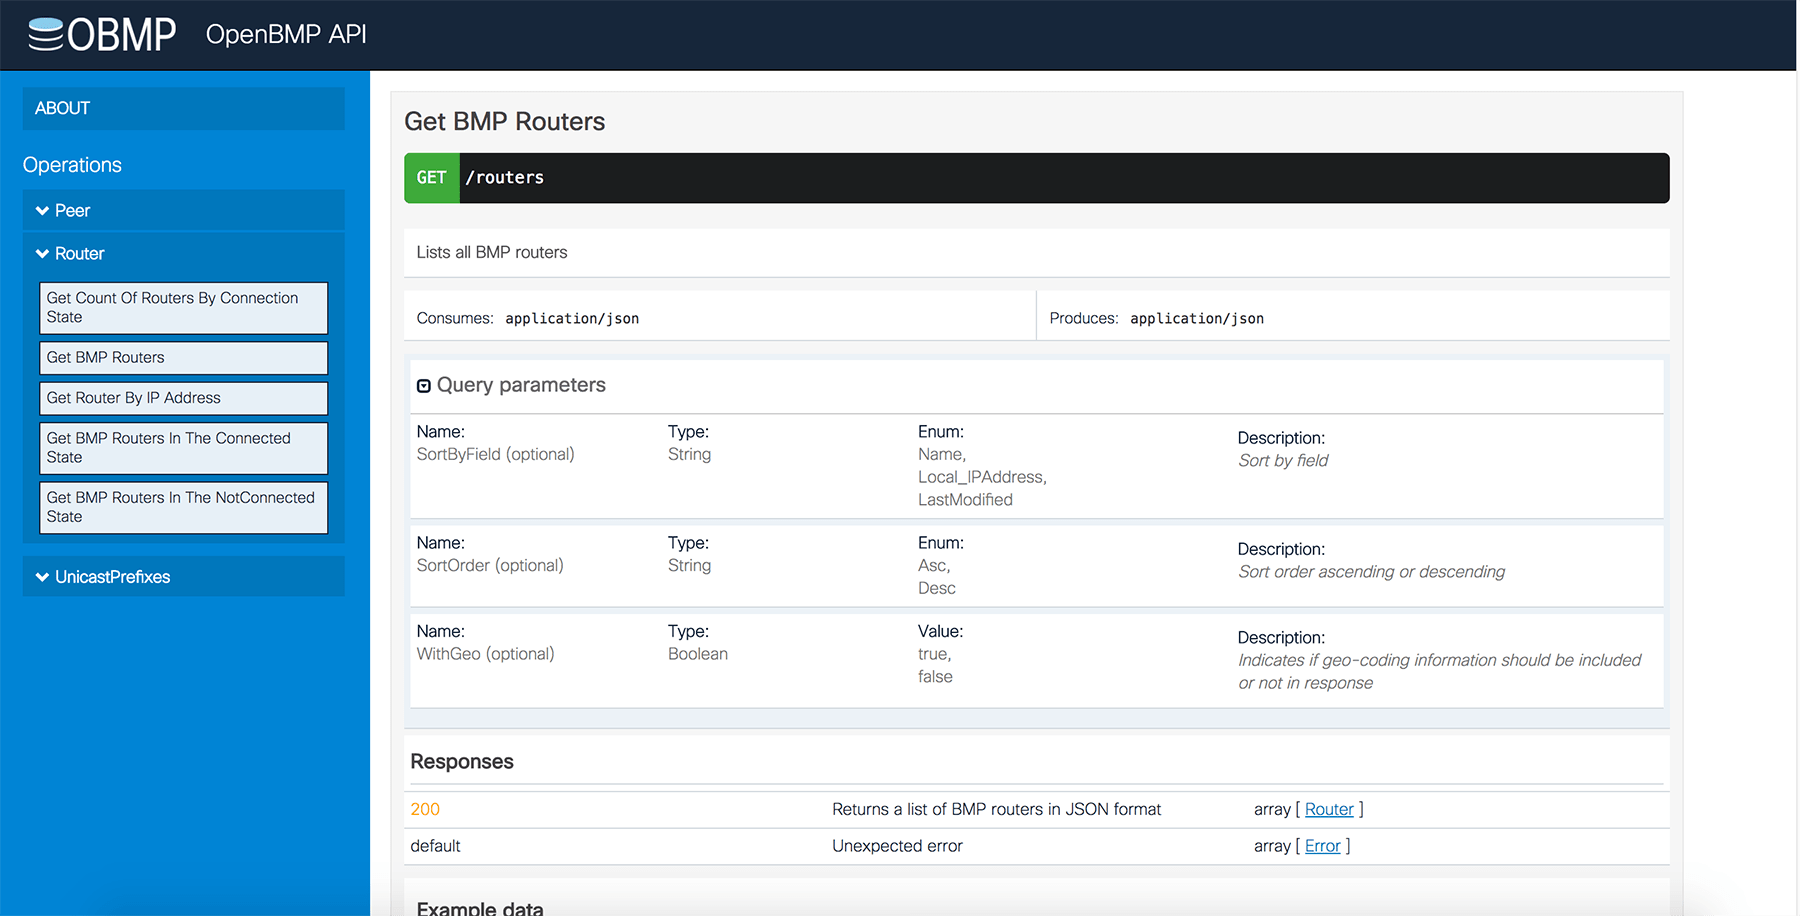 OBMP OpenBMP API
ABOUT
Operations
Peer
Router
Get Count Of Routers By Connection
State
Get BMP Routers
Get Router By IP Address
Get BMP Routers In The Connected
State
Get BMP Routers In The NotConnected
State
UnicastPrefixes
Get BMP Routers
GET /routers
Lists all BMP routers
Consumes: application/json Produces: application/json
Query parameters
Name: Type: Enum: Description:
SortByField (optional) String Name, Sort by field
Local_IPAddress,
LastModified
Name: Type: Enum: Description:
SortOrder (optional) String Asc, Sort order ascending or descending
Desc
Name: Type: Value: Description:
WithGeo (optional) Boolean true, Indicates if geo-coding information should be included
false or not in response
Responses
200 Returns a list of BMP routers in JSON format array [ Router ]
default Unexpected error array [ Error ]
Example data